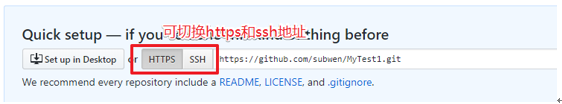 Quick setup — if you
可切换https和ssh地址
thing before
Set up in Desktop or HTTPS SSH https://github.com/subwen/MyTest1.git
We recommend every repository include a README, LICENSE, and .gitignore.